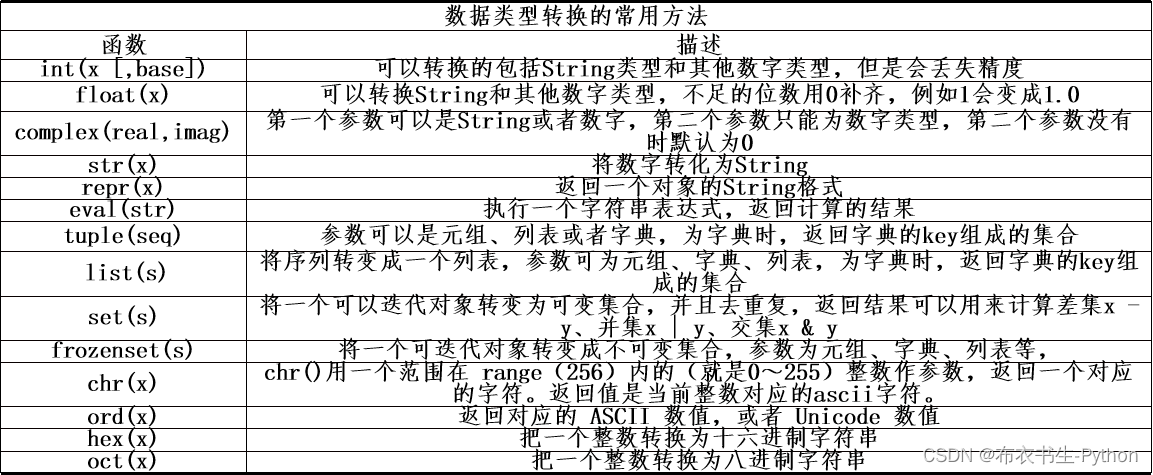 数据类型转换的常用方法
函数 描述
int(x [,base]) 可以转换的包括String类型和其他数字类型，但是会丢失精度
float(x) 可以转换String和其他数字类型，不足的位数用0补齐，例如1会变成1.0
complex(real,imag) 第一个参数可以是String或者数字，第二个参数只能为数字类型，第二个参数没有
时默认为0
str(x) 将数字转化为String
repr(x) 返回一个对象的String格式
eval(str) 执行一个字符串表达式，返回计算的结果
tuple(seq) 参数可以是元组、列表或者字典，为字典时，返回字典的key组成的集合
list(s) 将序列转变成一个列表，参数可为元组、字典、列表，为字典时，返回字典的key组
成的集合
set(s) 将一个可以迭代对象转变为可变集合，并且去重复，返回结果可以用来计算差集x -
y、并集x | y、交集x & y
frozenset(s) 将一个可迭代对象转变成不可变集合，参数为元组、字典、列表等，
chr(x) chr()用一个范围在 range（256）内的（就是0～255）整数作参数，返回一个对应
的字符。返回值是当前整数对应的ascii字符。
ord(x) 返回对应的 ASCII 数值，或者 Unicode 数值
hex(x) 把一个整数转换为十六进制字符串
oct(x) 把一个整数转换为八进制字符串
CSDN @布衣书生-Python